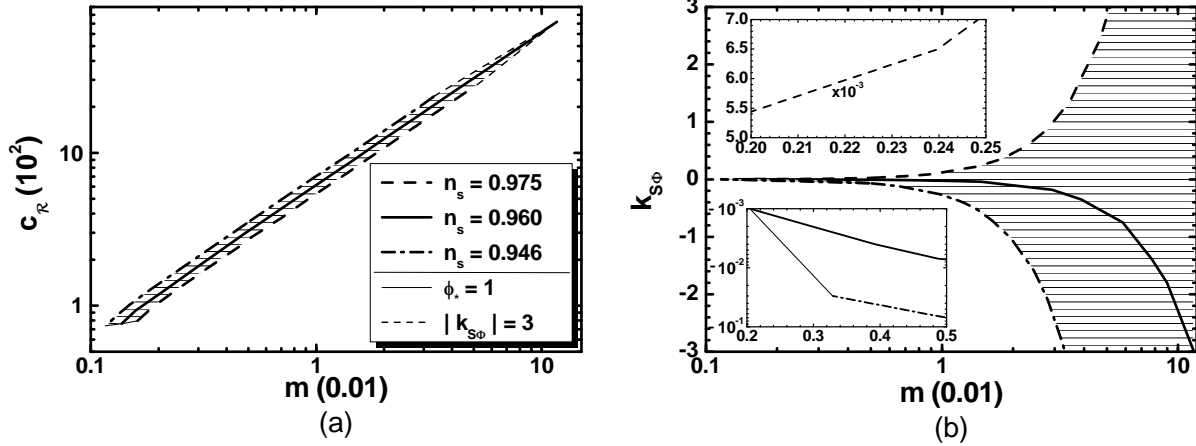 10
1
0.1
1
10
c_ℛ (10²)
m (0.01)
n_s = 0.975
n_s = 0.960
n_s = 0.946
ϕ_* = 1
| k_SΦ | = 3
(a)
3
2
1
0
-1
-2
-3
0.1
1
10
k_SΦ
m (0.01)
7.0
6.5
6.0
5.5
5.0
0.20
0.21
0.22
0.23
0.24
0.25
x10⁻³
-10⁻³
-10⁻²
-10⁻¹
0.2
0.3
0.4
0.5
(b)